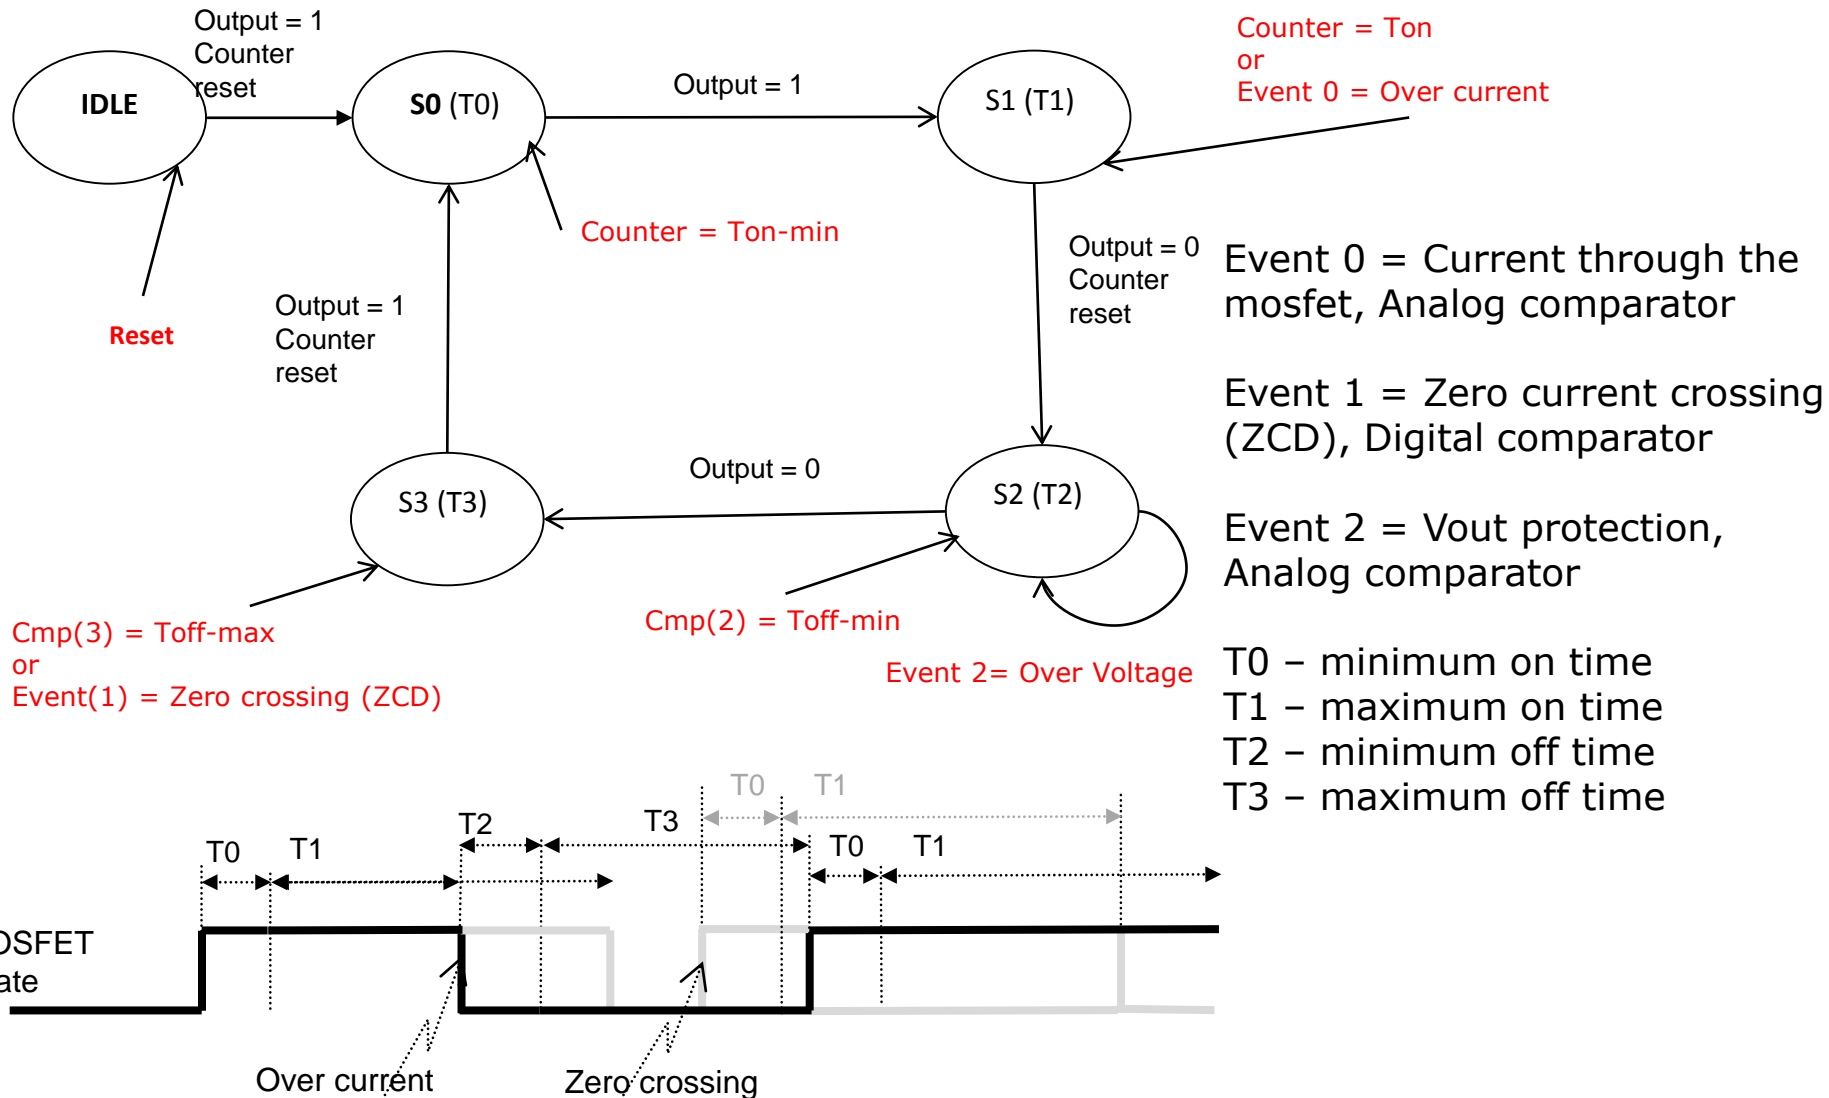 Output = 1
Counter
reset
IDLE
S0 (T0)
Output = 1
S1 (T1)
Counter = Ton
or
Event 0 = Over current
Reset
Counter = Ton-min
Output = 1
Counter
reset
Output = 0
Counter
reset
S3 (T3)
Output = 0
S2 (T2)
Cmp(3) = Toff-max
or
Event(1) = Zero crossing (ZCD)
Cmp(2) = Toff-min
Event 2= Over Voltage
Event 0 = Current through the
mosfet, Analog comparator
Event 1 = Zero current crossing
(ZCD), Digital comparator
Event 2 = Vout protection,
Analog comparator
T0 – minimum on time
T1 – maximum on time
T2 – minimum off time
T3 – maximum off time
T0 T1
T2 T3
T0 T1
T0 T1
OSFET
ate
Over current
Zero crossing